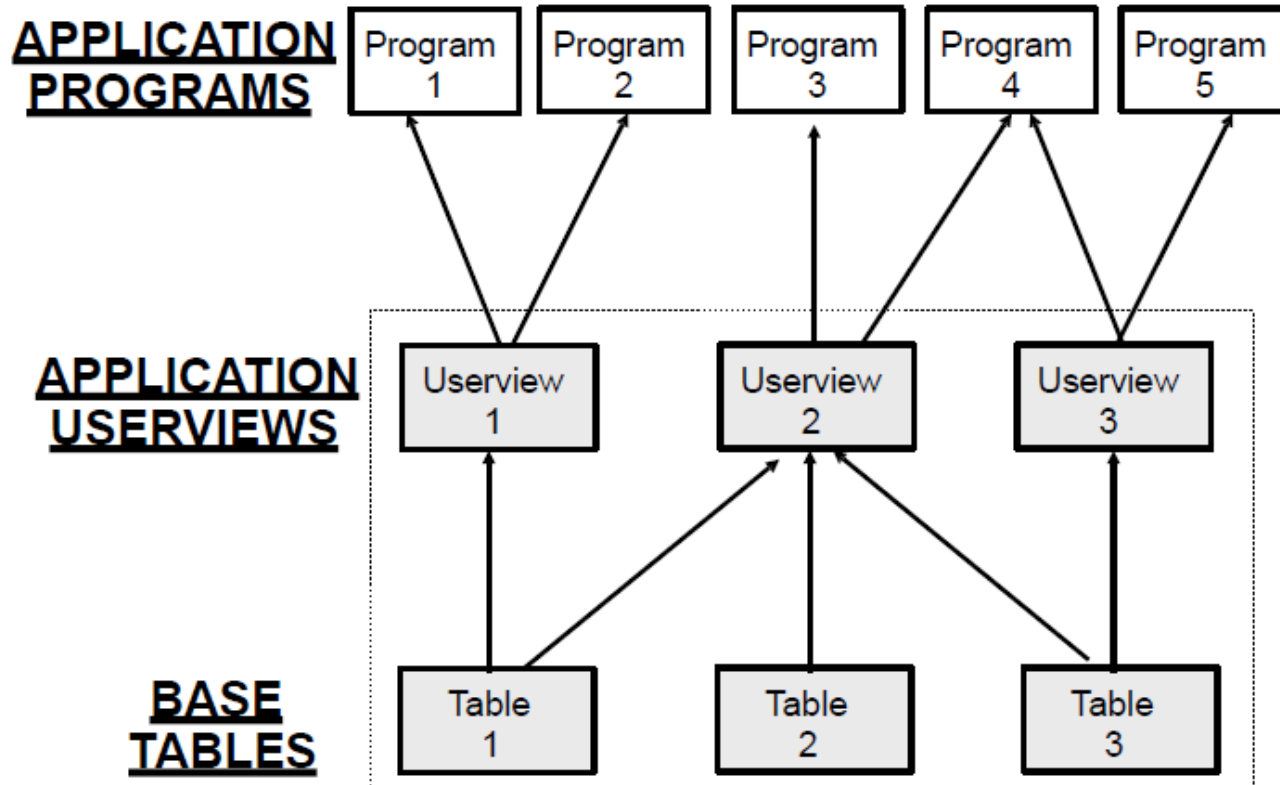 APPLICATION
PROGRAMS
Program
1
Program
2
Program
3
Program
4
Program
5
APPLICATION
USERVIEWS
Userview
1
Userview
2
Userview
3
BASE
TABLES
Table
1
Table
2
Table
3